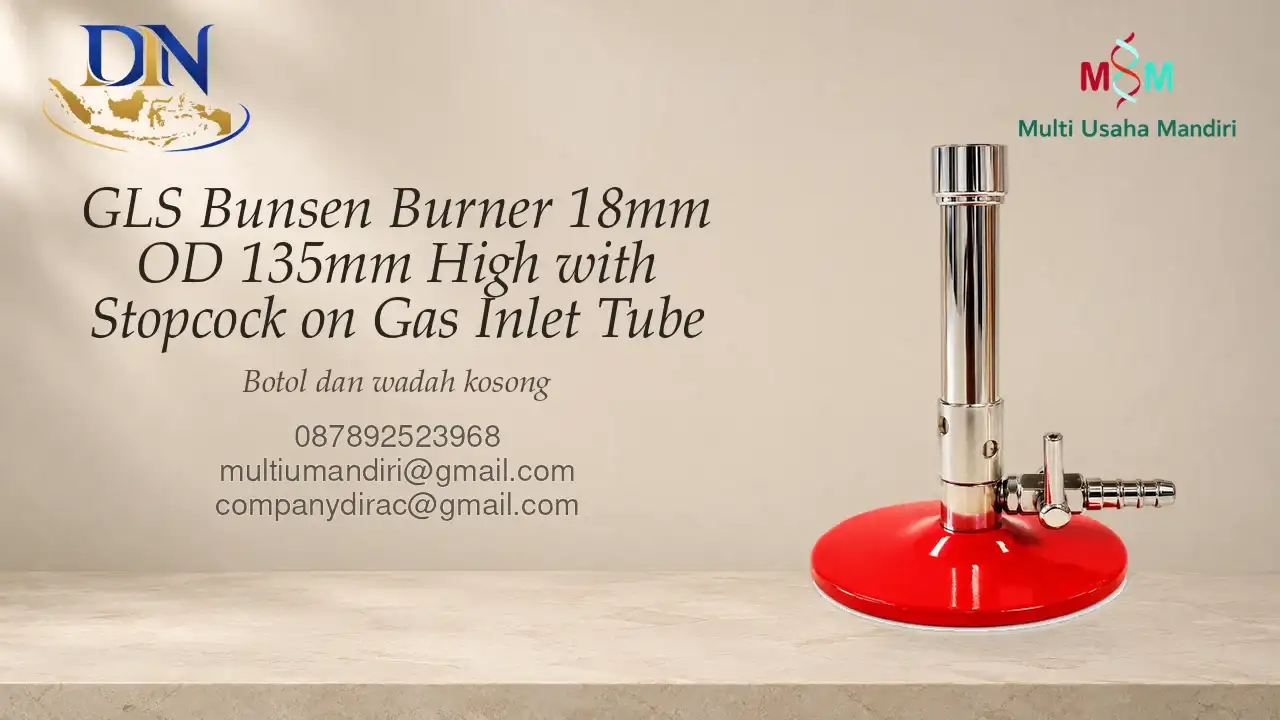 DN
MSM
Multi Usaha Mandiri
GLS Bunsen Burner 18mm
OD 135mm High with
Stopcock on Gas Inlet Tube
Botol dan wadah kosong
087892523968
multiumandiri@gmail.com
companydirac@gmail.com